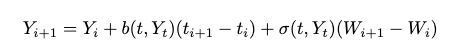 Y_{i+1} = Y_i + b(t, Y_t)(t_{i+1} − t_i) + σ(t, Y_t)(W_{i+1} − W_i)